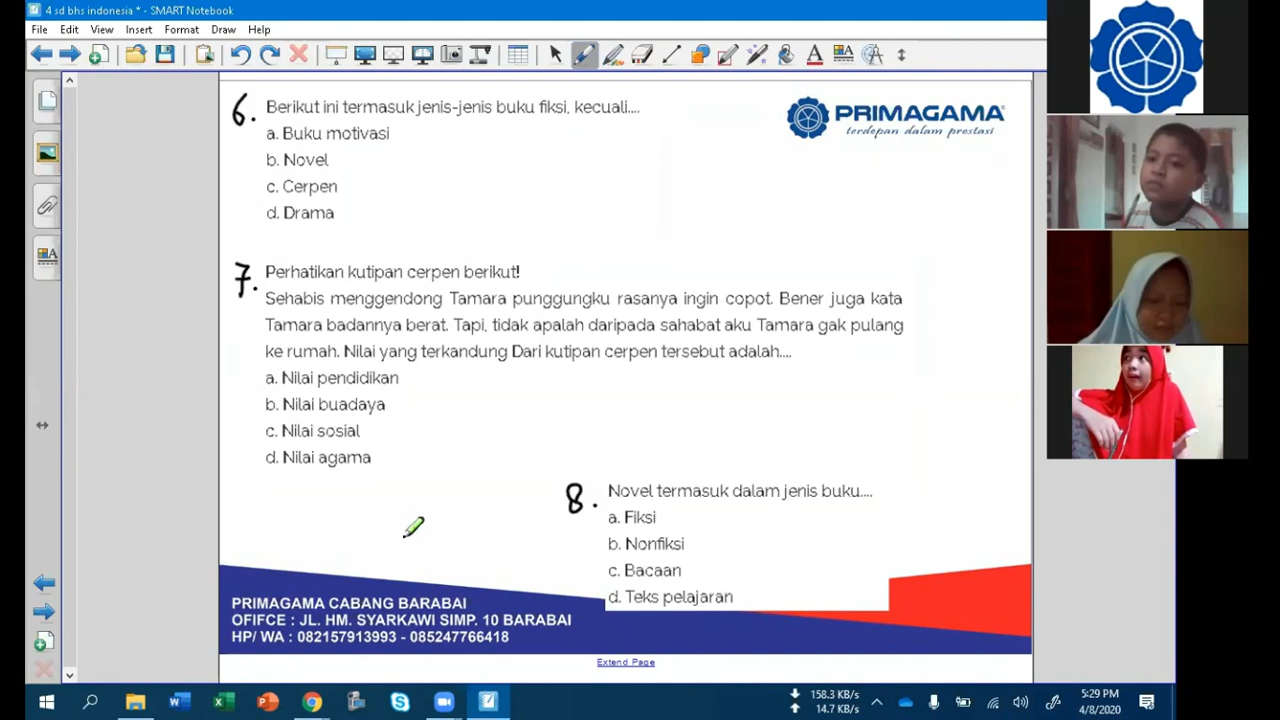 4 sd bhs indonesia * - SMART Notebook
File Edit View Insert Format Draw Help
6. Berikut ini termasuk jenis-jenis buku fiksi, kecuali....
a. Buku motivasi
b. Novel
c. Cerpen
d. Drama
PRIMAGAMA
terdepan dalam prestasi
7. Perhatikan kutipan cerpen berikut!
Sehabis menggendong Tamara punggungku rasanya ingin copot. Bener juga kata
Tamara badannya berat. Tapi, tidak apalah daripada sahabat aku Tamara gak pulang
ke rumah. Nilai yang terkandung Dari kutipan cerpen tersebut adalah....
a. Nilai pendidikan
b. Nilai buadaya
c. Nilai sosial
d. Nilai agama
8. Novel termasuk dalam jenis buku....
a. Fiksi
b. Nonfiksi
c. Bacaan
d. Teks pelajaran
PRIMAGAMA CABANG BARABAI
OFIFCE : JL. HM. SYARKAWI SIMP. 10 BARABAI
HP/ WA : 082157913993 - 085247766418
Extend Page
158.3 KB/s
14.7 KB/s
5:29 PM
4/8/2020